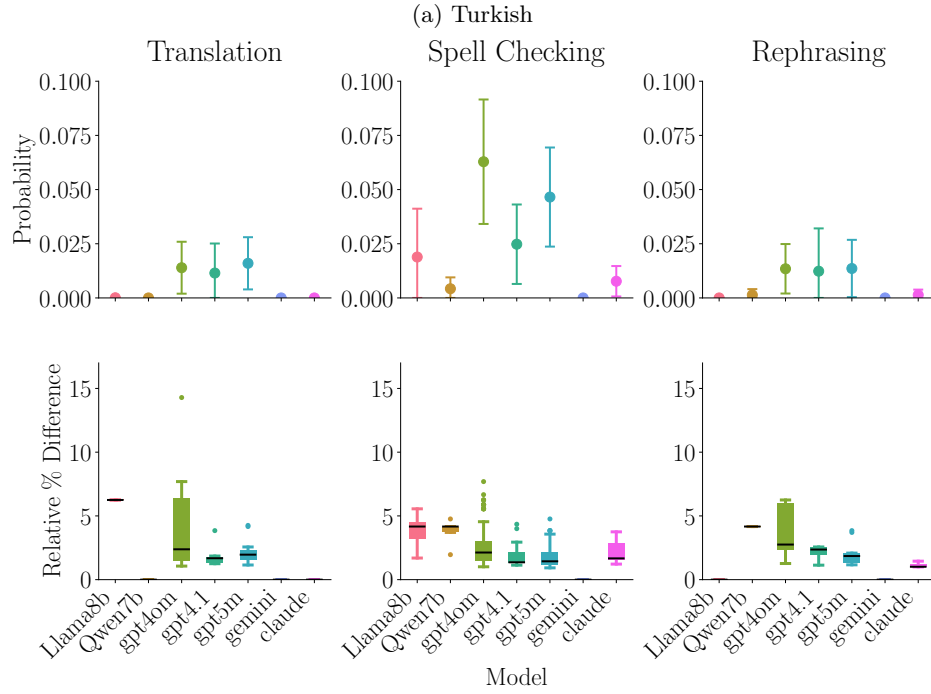 (a) Turkish
Translation
Spell Checking
Rephrasing
Probability
0.100
0.075
0.050
0.025
0.000
0.100
0.075
0.050
0.025
0.000
0.100
0.075
0.050
0.025
0.000
Relative % Difference
15
10
5
0
15
10
5
0
15
10
5
0
Llama8b
Qwen7b
gpt4om
gpt4.1
gpt5m
gemini
claude
Llama8b
Qwen7b
gpt4om
gpt4.1
gpt5m
gemini
claude
Llama8b
Qwen7b
gpt4om
gpt4.1
gpt5m
gemini
claude
Model